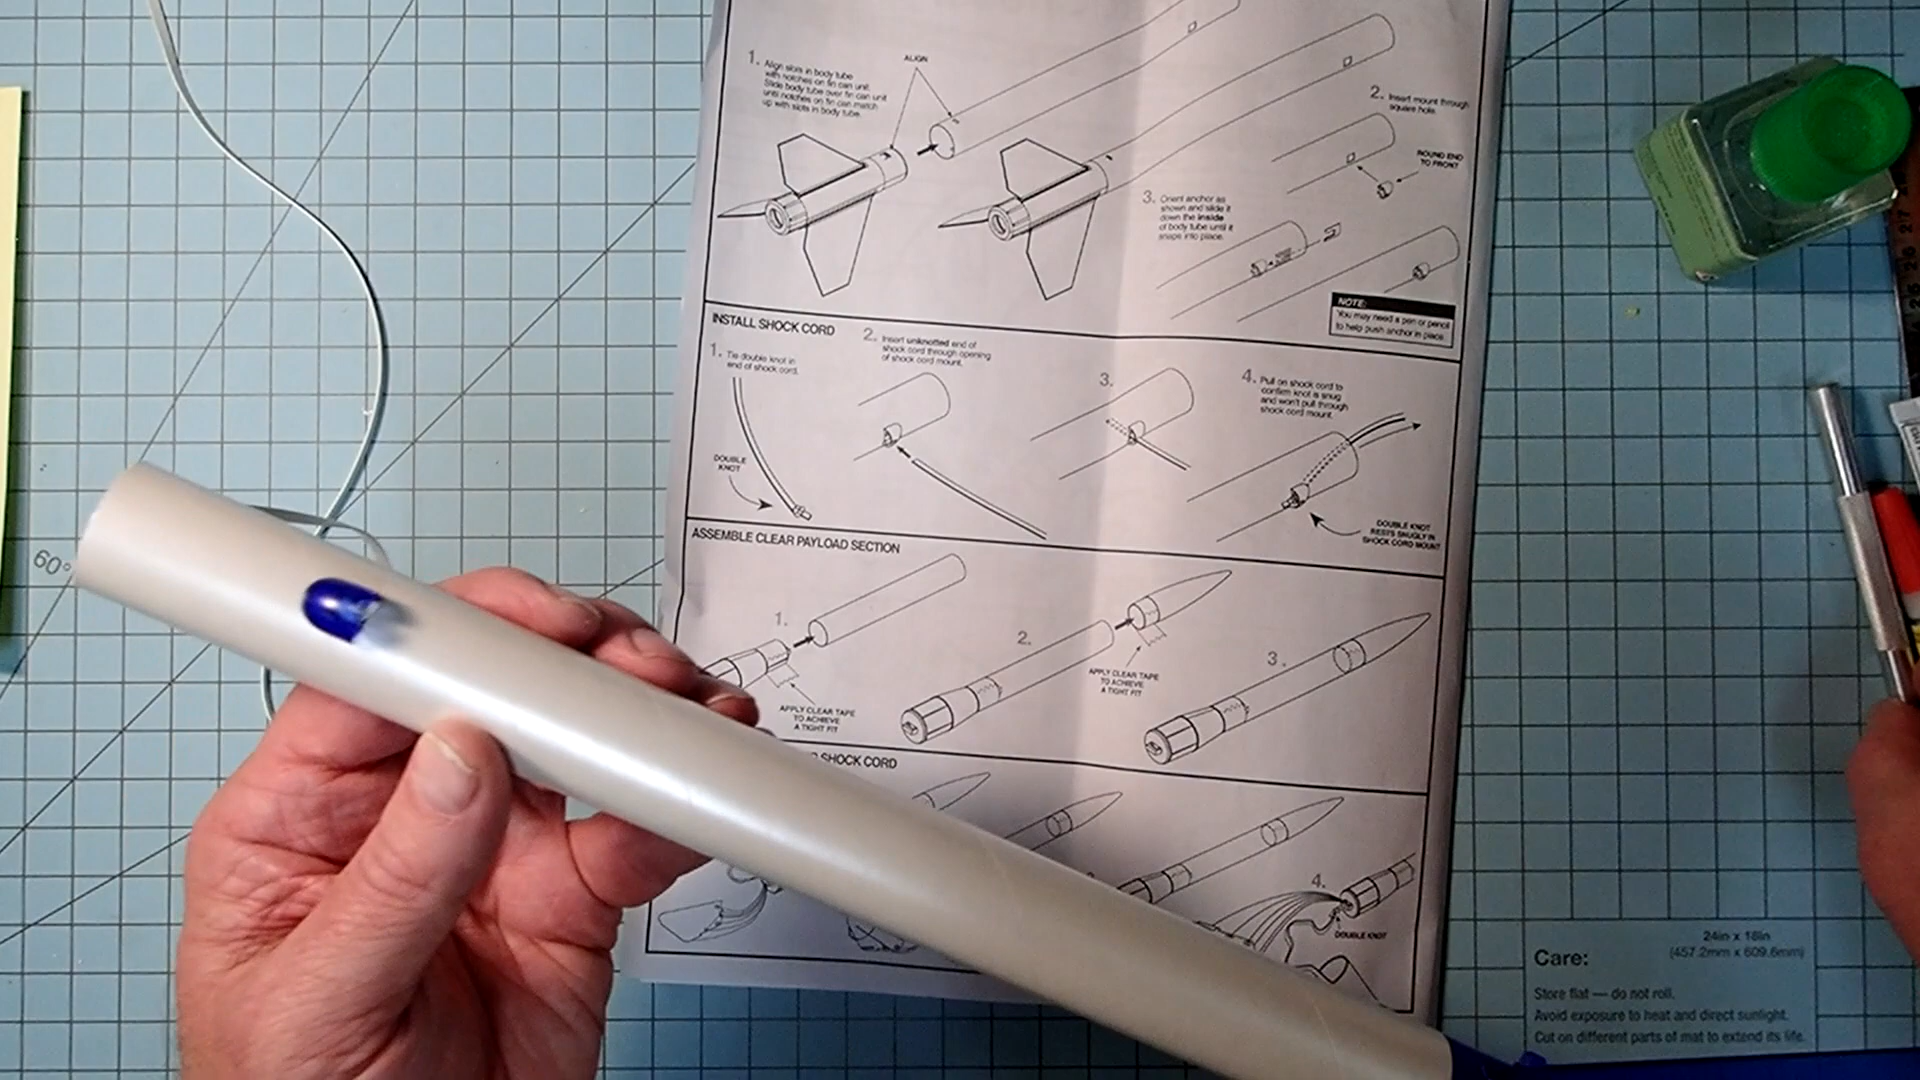 1. Align slots in body tube
with notches on fin can unit.
Slide body tube over fin can unit
until notches on fin can match
up with slots in body tube.
ALIGN
2. Insert mount through
square hole.
ROUND END
TO FRONT
3. Orient anchor as
shown and slide it
down the inside
of body tube until it
snaps into place.
NOTE:
You may need a pen or pencil
to help push anchor in place.
INSTALL SHOCK CORD
1. Tie double knot in
end of shock cord.
DOUBLE
KNOT
2. Insert unknotted end of
shock cord through opening
of shock cord mount.
3.
4. Pull on shock cord to
confirm knot is snug
and won't pull through
shock cord mount.
DOUBLE KNOT
RESTS SNUGLY IN
SHOCK CORD MOUNT
ASSEMBLE CLEAR PAYLOAD SECTION
1.
APPLY CLEAR TAPE
TO ACHIEVE
A TIGHT FIT
2.
APPLY CLEAR TAPE
TO ACHIEVE
A TIGHT FIT
3.
SHOCK CORD
4.
DOUBLE KNOT
60°
24in x 18in
(457.2mm x 609.6mm)
Care:
Store flat — do not roll.
Avoid exposure to heat and direct sunlight.
Cut on different parts of mat to extend its life.